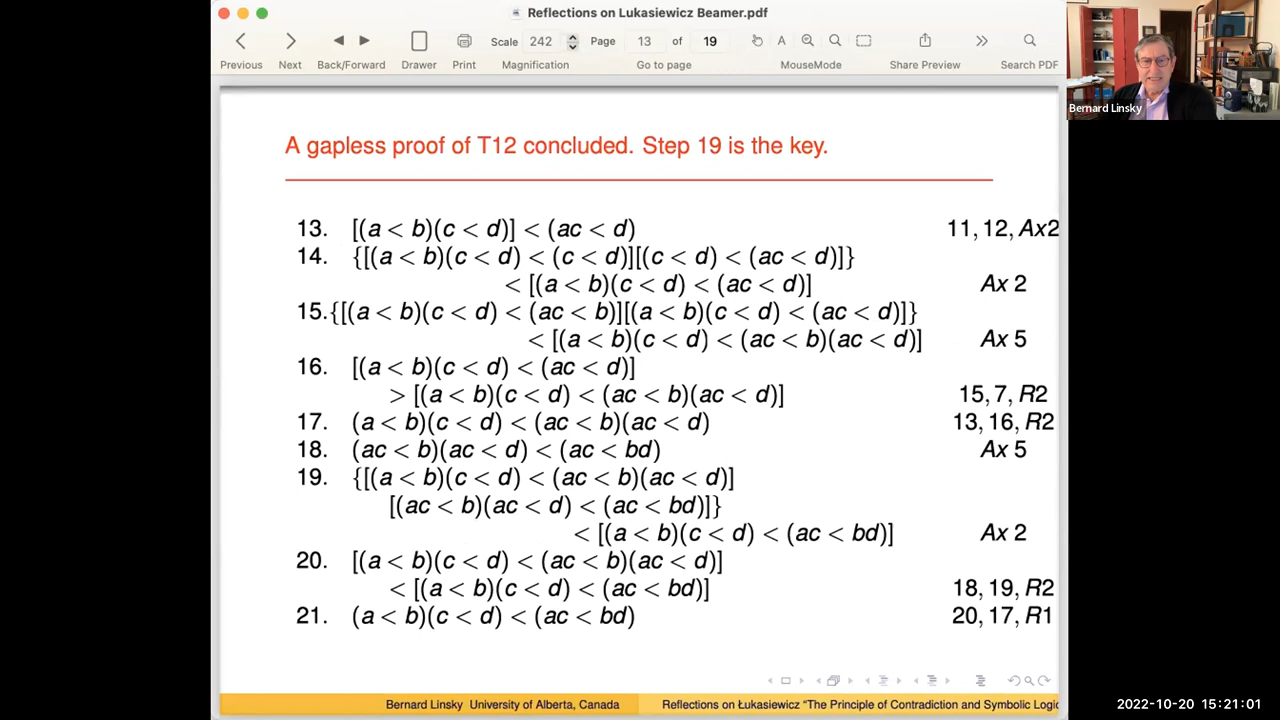 Reflections on Lukasiewicz Beamer.pdf
Scale 242 Page 13 of 19 A
Previous Next Back/Forward Drawer Print Magnification Go to page MouseMode Share Preview Search PDF
Bernard Linsky
A gapless proof of T12 concluded. Step 19 is the key.
13. [(a < b)(c < d)] < (ac < d) 11, 12, Ax2
14. {[(a < b)(c < d) < (c < d)][(c < d) < (ac < d)]}
< [(a < b)(c < d) < (ac < d)] Ax 2
15.{[(a < b)(c < d) < (ac < b)][(a < b)(c < d) < (ac < d)]}
< [(a < b)(c < d) < (ac < b)(ac < d)] Ax 5
16. [(a < b)(c < d) < (ac < d)]
> [(a < b)(c < d) < (ac < b)(ac < d)] 15, 7, R2
17. (a < b)(c < d) < (ac < b)(ac < d) 13, 16, R2
18. (ac < b)(ac < d) < (ac < bd) Ax 5
19. {[(a < b)(c < d) < (ac < b)(ac < d)]
[(ac < b)(ac < d) < (ac < bd)]}
< [(a < b)(c < d) < (ac < bd)] Ax 2
20. [(a < b)(c < d) < (ac < b)(ac < d)]
< [(a < b)(c < d) < (ac < bd)] 18, 19, R2
21. (a < b)(c < d) < (ac < bd) 20, 17, R1
Bernard Linsky University of Alberta, Canada Reflections on Łukasiewicz “The Principle of Contradiction and Symbolic Logic
2022-10-20 15:21:01